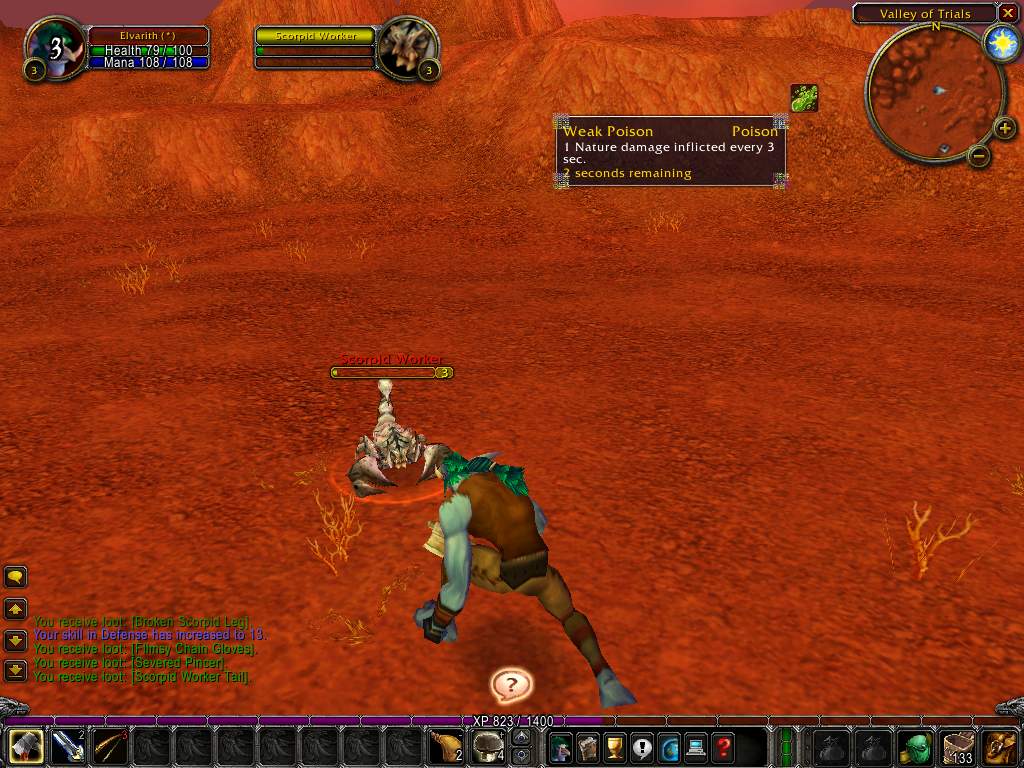 Elvarith (*)
3
Health 79 / 100
Mana 108 / 108
3
Scorpid Worker
3
Valley of Trials
N
Weak Poison Poison
1 Nature damage inflicted every 3
sec.
2 seconds remaining
Scorpid Worker
3
You receive loot: [Broken Scorpid Leg].
Your skill in Defense has increased to 13.
You receive loot: [Flimsy Chain Gloves].
You receive loot: [Severed Pincer].
You receive loot: [Scorpid Worker Tail].
?
XP 823 / 1400
2
3
2
4
133